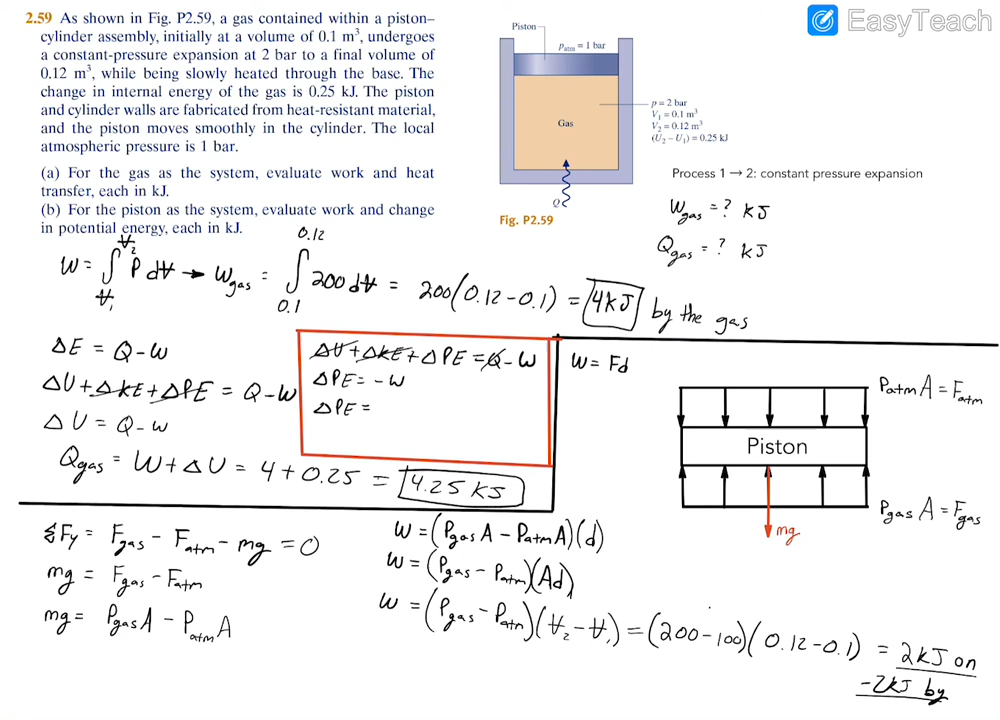 2.59 As shown in Fig. P2.59, a gas contained within a piston–
cylinder assembly, initially at a volume of 0.1 m³, undergoes
a constant-pressure expansion at 2 bar to a final volume of
0.12 m³, while being slowly heated through the base. The
change in internal energy of the gas is 0.25 kJ. The piston
and cylinder walls are fabricated from heat-resistant material,
and the piston moves smoothly in the cylinder. The local
atmospheric pressure is 1 bar.
(a) For the gas as the system, evaluate work and heat
transfer, each in kJ.
(b) For the piston as the system, evaluate work and change
in potential energy, each in kJ.
Piston
Patm = 1 bar
Gas
p = 2 bar
V₁ = 0.1 m³
V₂ = 0.12 m³
(U₂ – U₁) = 0.25 kJ
Q
Fig. P2.59
EasyTeach
Process 1 → 2: constant pressure expansion
Wgas = ? kJ
Qgas = ? kJ
W = ∫ V₁ V₂ P dV → Wgas = ∫ 0.1 0.12 200 dV = 200(0.12-0.1) = 4kJ by the gas
ΔE = Q-W
ΔU + ΔKE + ΔPE = Q-W
ΔU = Q-W
Qgas = W + ΔU = 4 + 0.25 = 4.25 kJ
ΔU + ΔKE + ΔPE = Q - W
ΔPE = -W
ΔPE =
W = Fd
Patm A = Fatm
Piston
Pgas A = Fgas
mg
ΣFy = Fgas - Fatm - mg = 0
mg = Fgas - Fatm
mg = PgasA - PatmA
W = (PgasA - PatmA)(d)
W = (Pgas - Patm)(Ad)
W = (Pgas - Patm)(V₂ - V₁) = (200-100)(0.12-0.1) = 2kJ on
-2kJ by